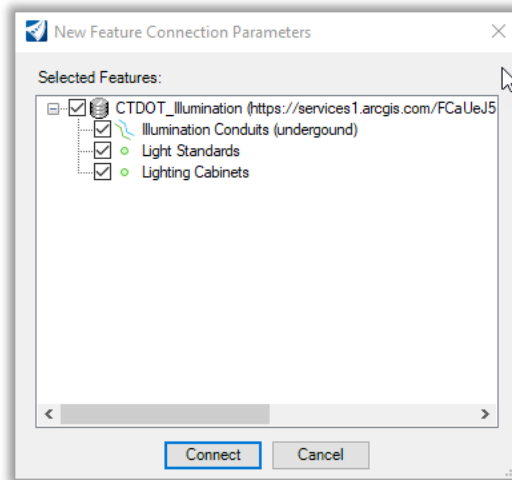 New Feature Connection Parameters
Selected Features:
CTDOT_Illumination (https://services1.arcgis.com/FCaUeJ5
Illumination Conduits (undergound)
Light Standards
Lighting Cabinets
Connect Cancel